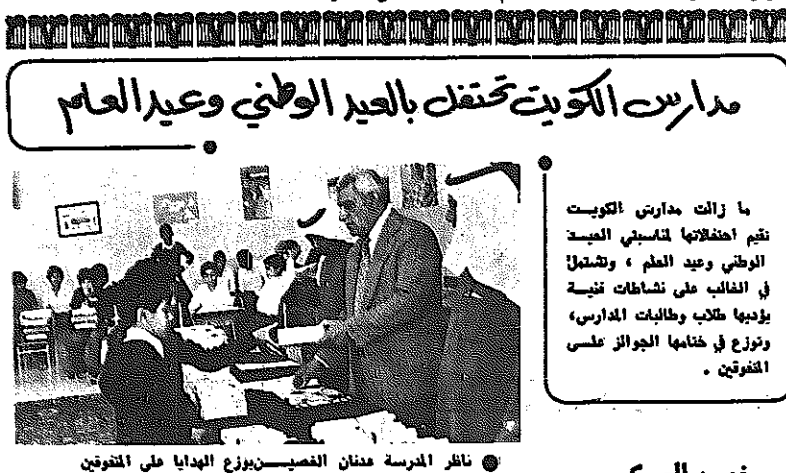 مدارس الكويت تحتفل بالعيد الوطني وعيد العلم
ما زالت مدارس الكويت
تقيم احتفالاتها لمناسبتي العيد
الوطني وعيد العلم ، وتشتمل
في الغالب على نشاطات فنية
يؤديها طلاب وطالبات المدارس،
وتوزع في ختامها الجوائز على
المتفوقين .
ناظر المدرسة عدنان الغصين يوزع الهدايا على المتفوقين